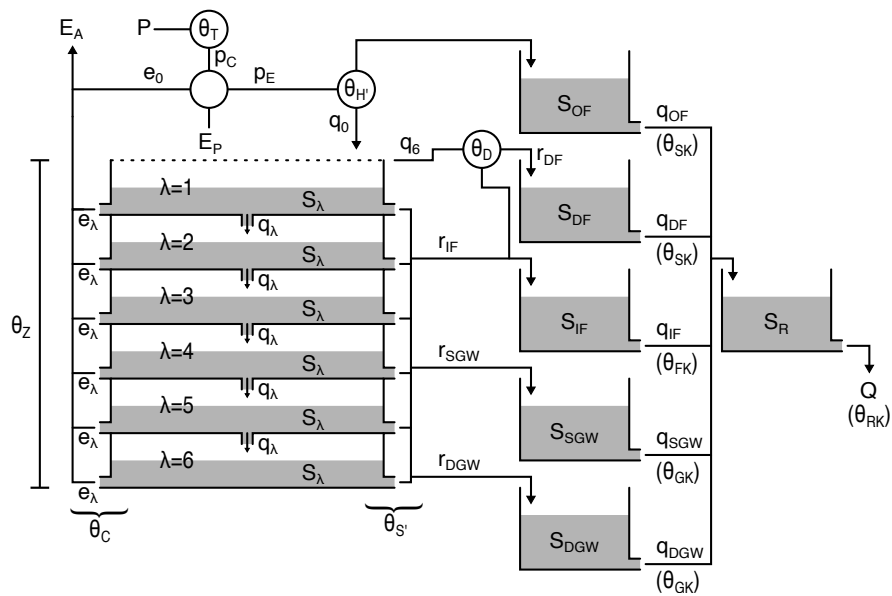 E_A
P
θ_T
p_C
e_0
p_E
θ_H'
E_P
q_0
S_OF
q_OF
(θ_SK)
q_6
θ_D
r_DF
S_DF
q_DF
(θ_SK)
λ=1
S_λ
e_λ
q_λ
λ=2
S_λ
r_IF
e_λ
q_λ
λ=3
S_λ
S_IF
q_IF
(θ_FK)
S_R
θ_Z
e_λ
q_λ
λ=4
S_λ
r_SGW
e_λ
q_λ
Q
(θ_RK)
λ=5
S_λ
S_SGW
q_SGW
(θ_GK)
e_λ
q_λ
λ=6
S_λ
r_DGW
e_λ
θ_C
θ_S'
S_DGW
q_DGW
(θ_GK)